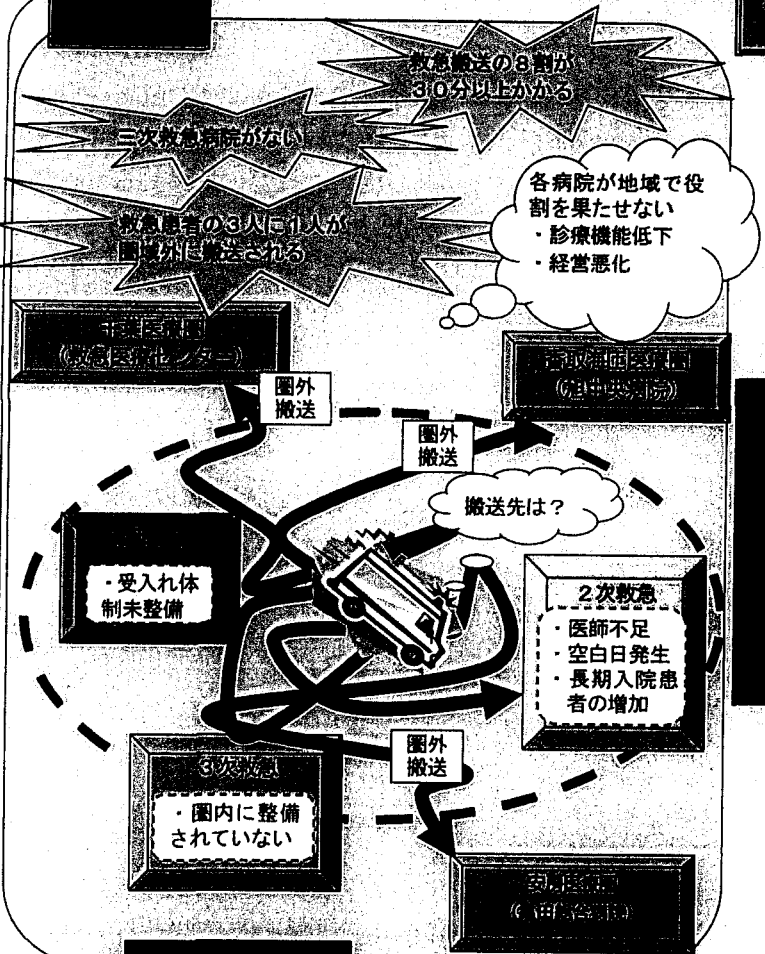 救急搬送の8割が
30分以上かかる
三次救急病院がない
救急患者の3人に1人が
圏域外に搬送される
各病院が地域で役
割を果たせない
・診療機能低下
・経営悪化
千葉医療圏
(救急医療センター)
香取海匝医療圏
(旭中央病院)
圏外
搬送
圏外
搬送
搬送先は?
・受入れ体
制未整備
2次救急
・医師不足
・空白日発生
・長期入院患
者の増加
3次救急
・圏内に整備
されていない
圏外
搬送
安房医療圏